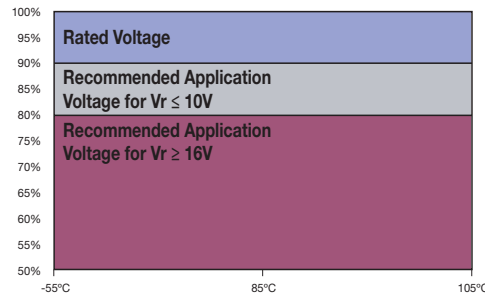 100%
95%
90%
85%
80%
75%
70%
65%
60%
55%
50%
Rated Voltage
Recommended Application
Voltage for Vr ≤ 10V
Recommended Application
Voltage for Vr ≥ 16V
-55ºC
85ºC
105ºC